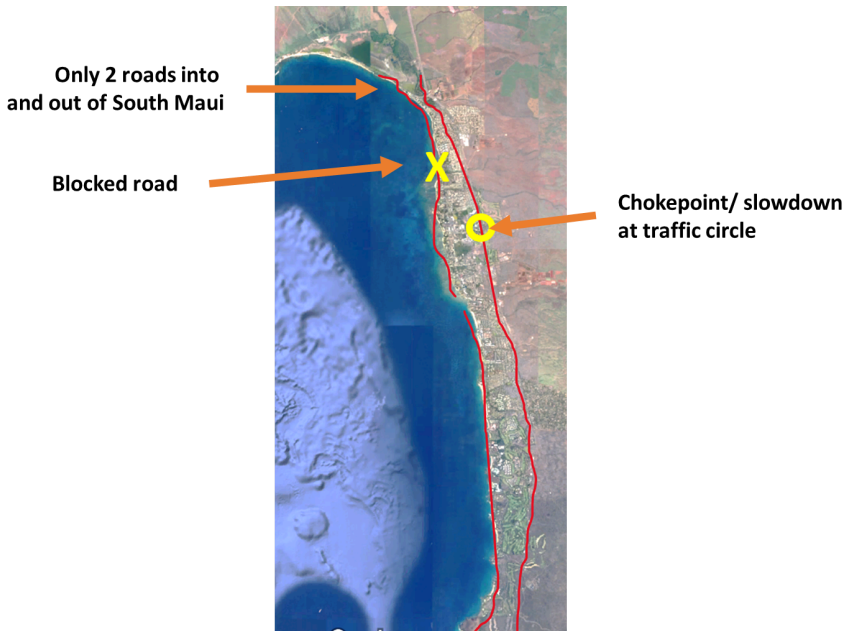 Only 2 roads into
and out of South Maui
Blocked road
X
Chokepoint/ slowdown
at traffic circle